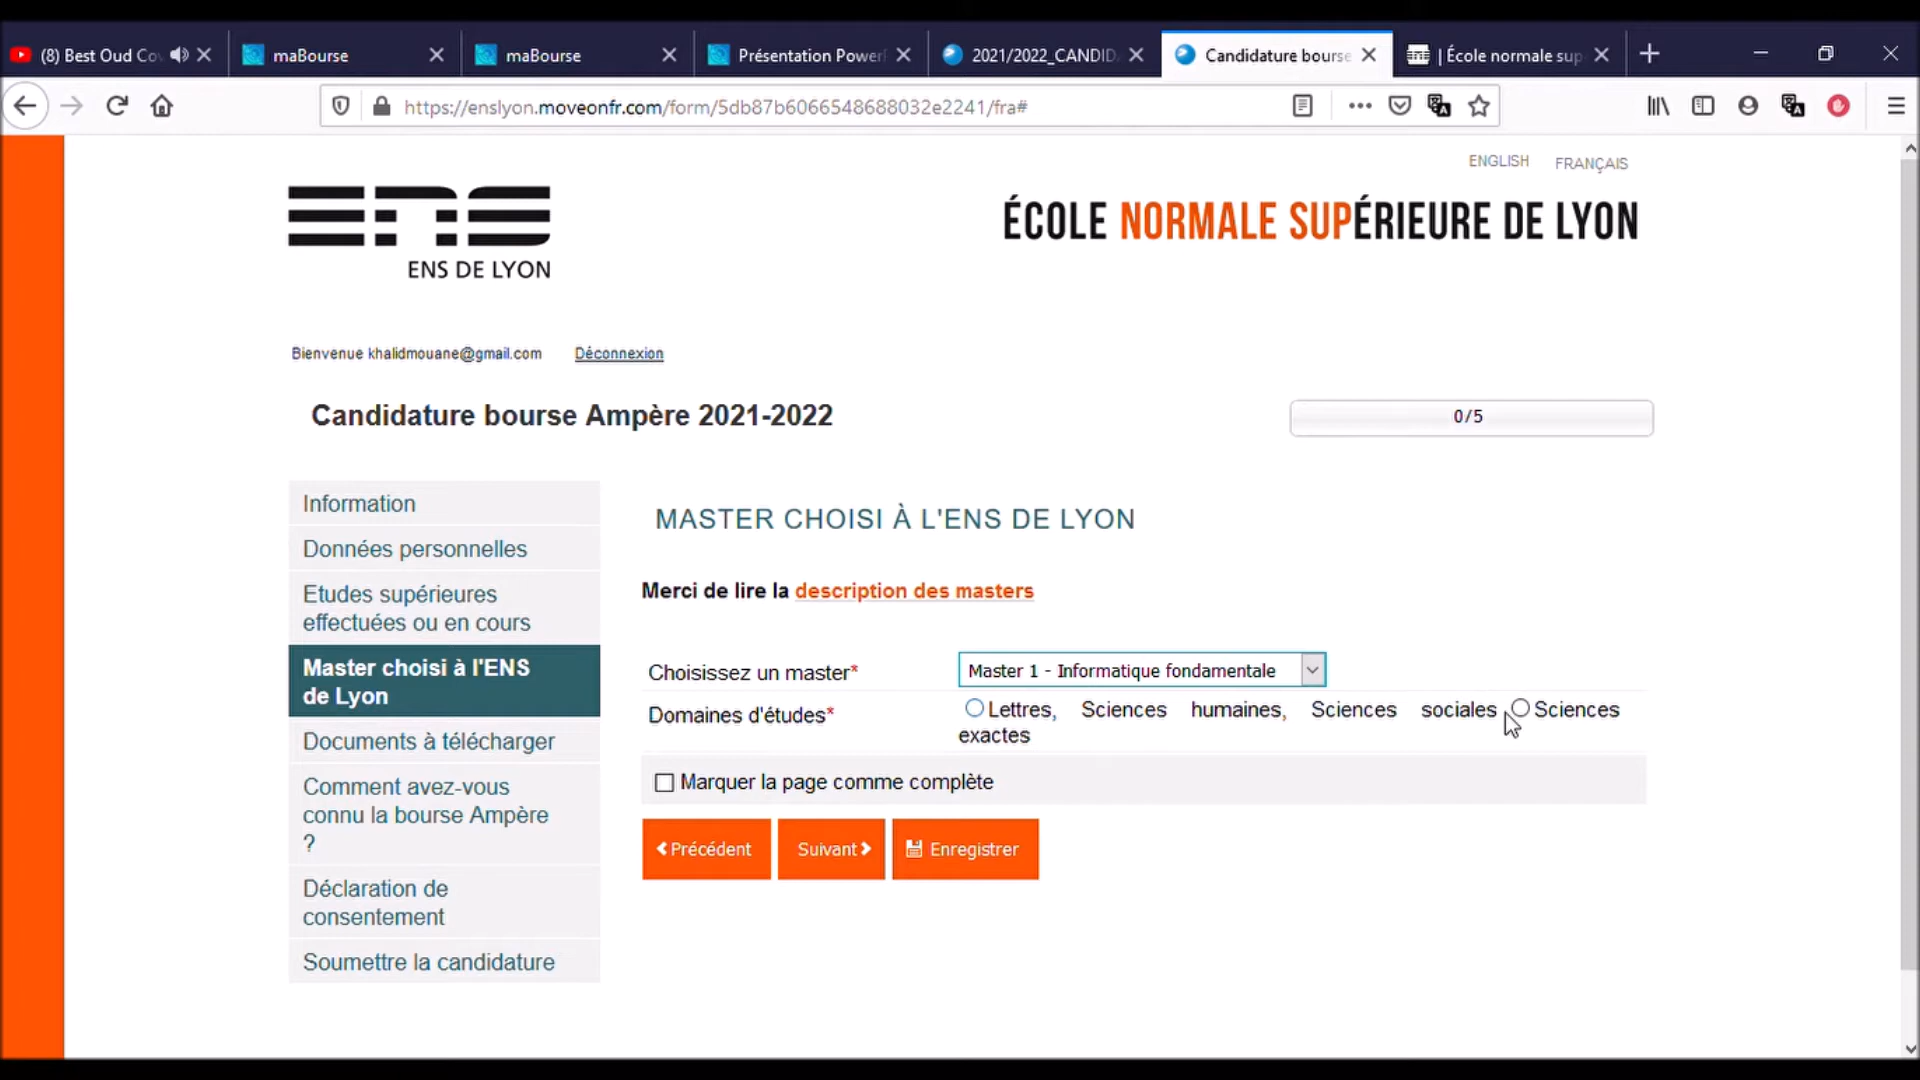 (8) Best Oud Co
maBourse
maBourse
Présentation Power
2021/2022_CANDID
Candidature bourse
| École normale sup
https://enslyon.moveonfr.com/form/5db87b6066548688032e2241/fra#
ENGLISH FRANÇAIS
ens
ENS DE LYON
ÉCOLE NORMALE SUPÉRIEURE DE LYON
Bienvenue khalidmouane@gmail.com Déconnexion
Candidature bourse Ampère 2021-2022
0/5
Information
Données personnelles
Etudes supérieures
effectuées ou en cours
Master choisi à l'ENS
de Lyon
Documents à télécharger
Comment avez-vous
connu la bourse Ampère
?
Déclaration de
consentement
Soumettre la candidature
MASTER CHOISI À L'ENS DE LYON
Merci de lire la description des masters
Choisissez un master* Master 1 - Informatique fondamentale
Domaines d'études* Lettres, Sciences humaines, Sciences sociales Sciences
exactes
Marquer la page comme complète
Précédent Suivant Enregistrer